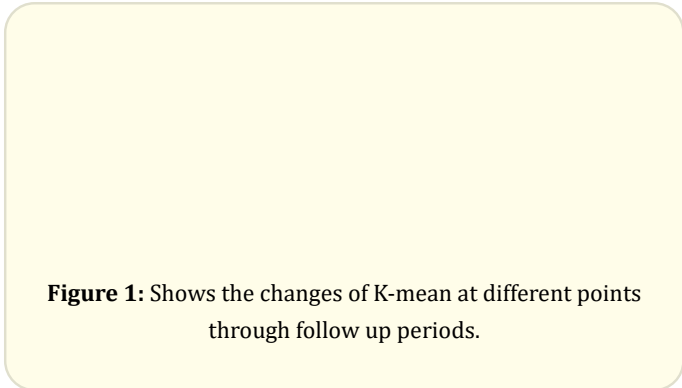 Figure 1: Shows the changes of K-mean at different points
through follow up periods.